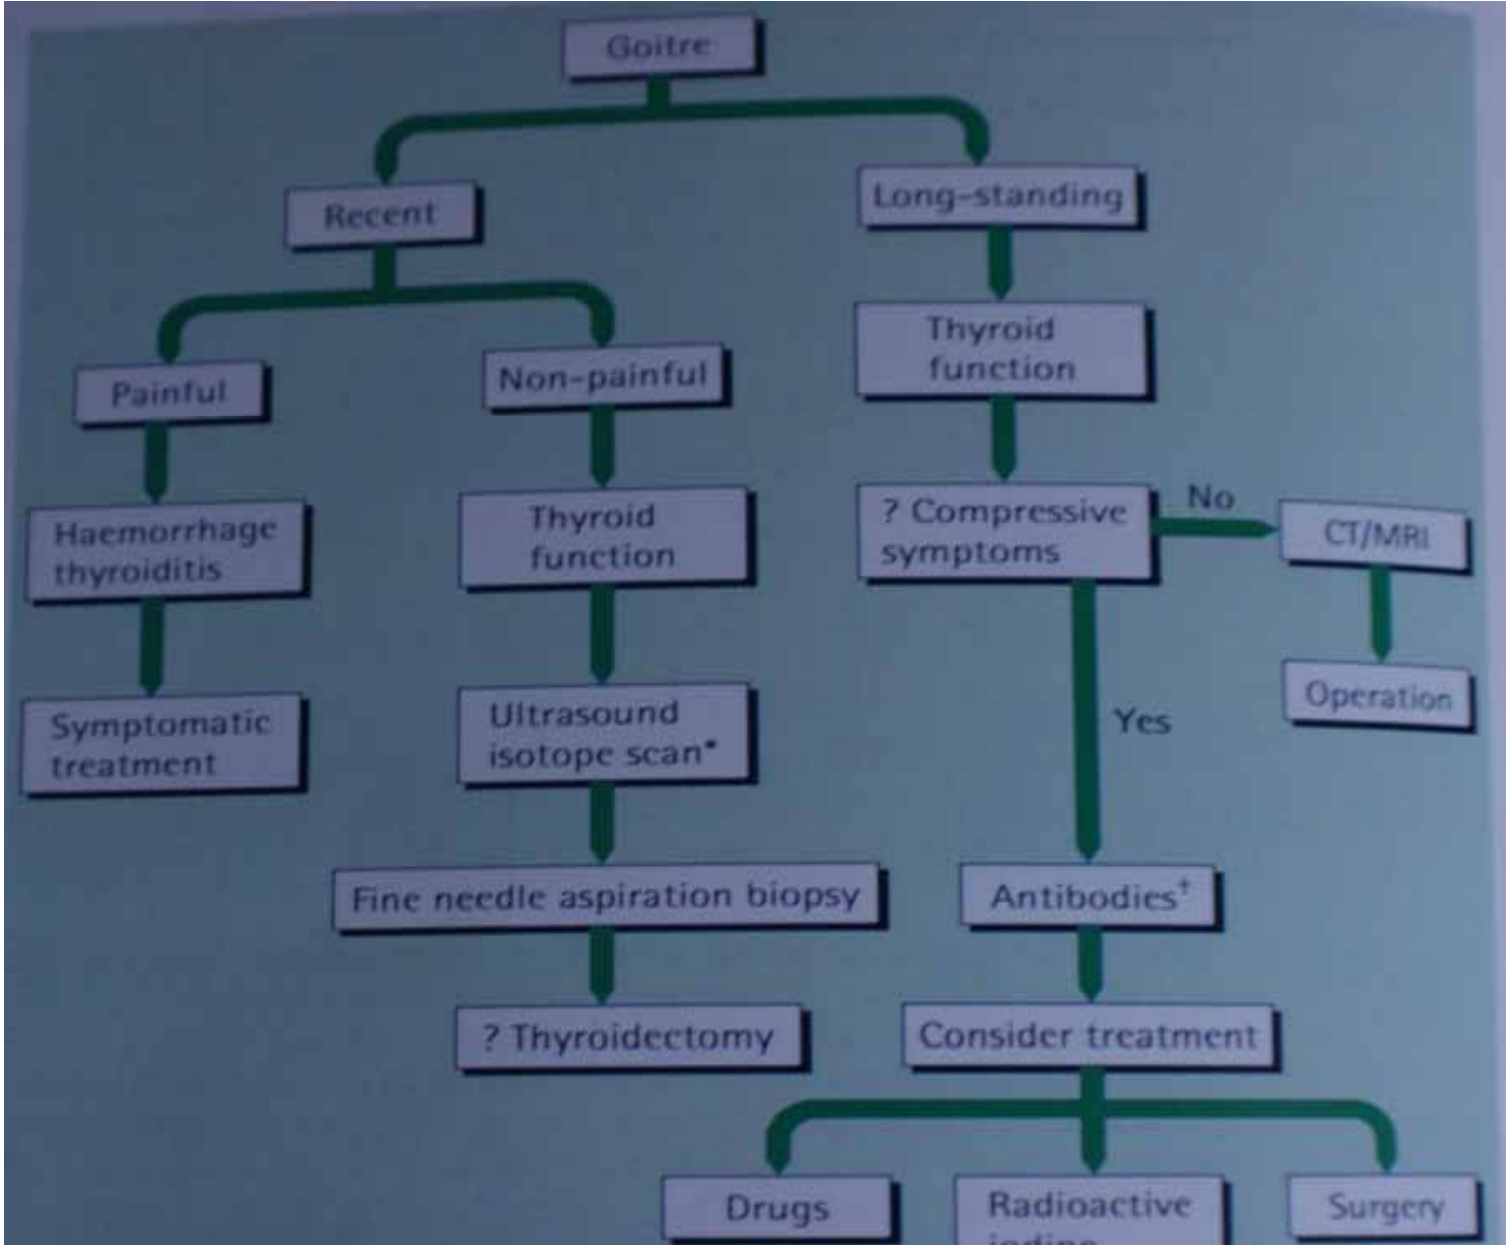 Goitre
Recent
Long-standing
Painful
Non-painful
Thyroid
function
Haemorrhage
thyroiditis
Thyroid
function
? Compressive
symptoms
No
CT/MRI
Symptomatic
treatment
Ultrasound
isotope scan*
Yes
Operation
Fine needle aspiration biopsy
Antibodies†
? Thyroidectomy
Consider treatment
Drugs
Radioactive
iodine
Surgery